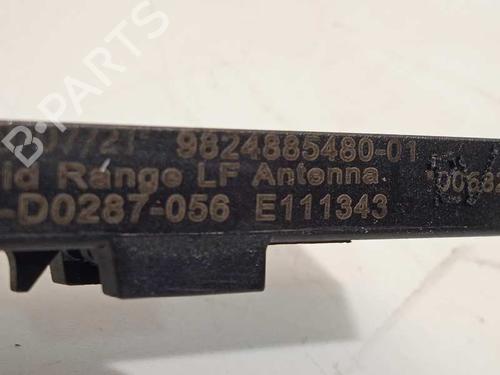 9824885480-01
Range LF Antenna
-D0287-056 E111343
B-PARTS